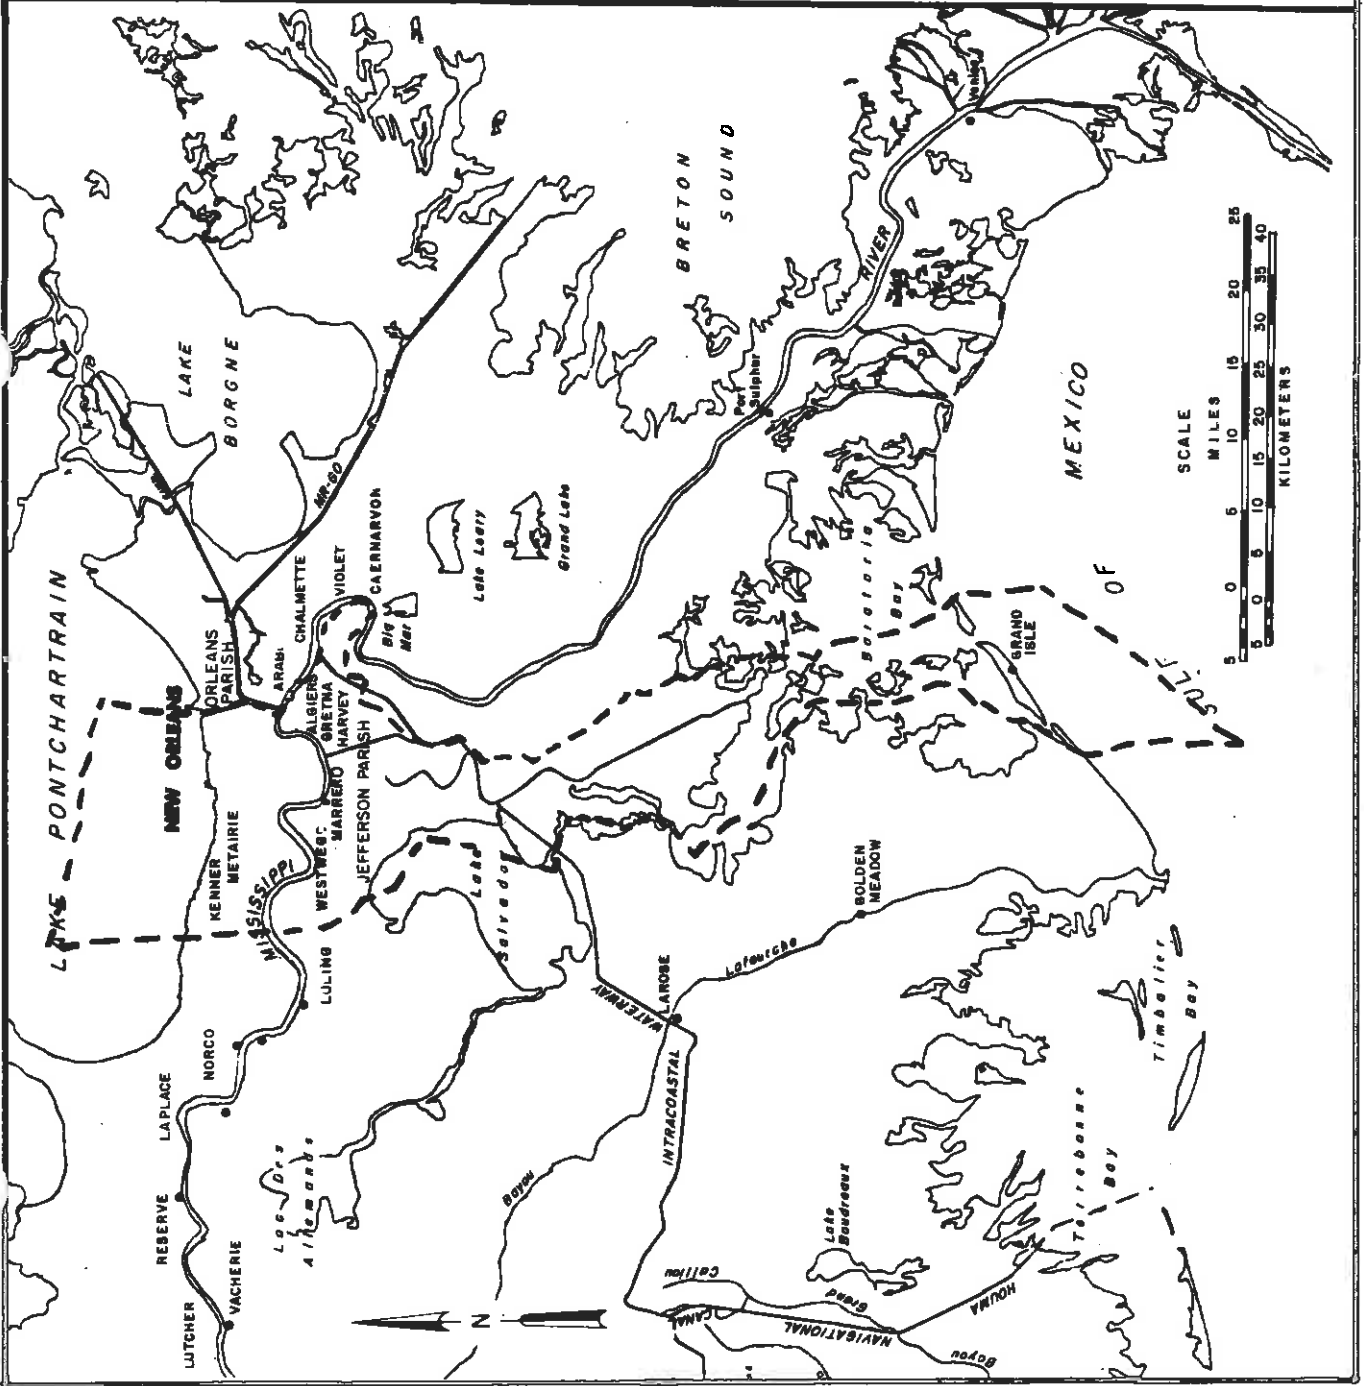 LAKE PONTCHARTRAIN
NEW ORLEANS
ORLEANS
PARISH
LAKE
BORGNE
MR-GO
CHALMETTE
VIOLET
CAERNARVON
ARABI
ALGIERS
GRETNA
HARVEY
MARRERO
WESTWEGO
JEFFERSON PARISH
KENNER
METAIRIE
MISSISSIPPI
RIVER
LULING
NORCO
LAPLACE
RESERVE
LUTCHER
VACHERIE
Lac Des
Allemands
Lake
Salvador
Big
Mar
Lake Leary
Grand Lake
BRETON
SOUND
Port
Sulpher
Venice
Barataria
Bay
GRAND
ISLE
GULF
OF
MEXICO
GOLDEN
MEADOW
Lafourche
Bayou
LAROSE
INTRACOASTAL
WATERWAY
Timbalier
Bay
Terrebonne
Bay
Lake
Boudreaux
Bayou
Grand
Caillou
HOUMA
NAVIGATIONAL
CANAL
N
SCALE
MILES
5 0 5 10 15 20 25
5 0 5 10 15 20 25 30 35 40
KILOMETERS